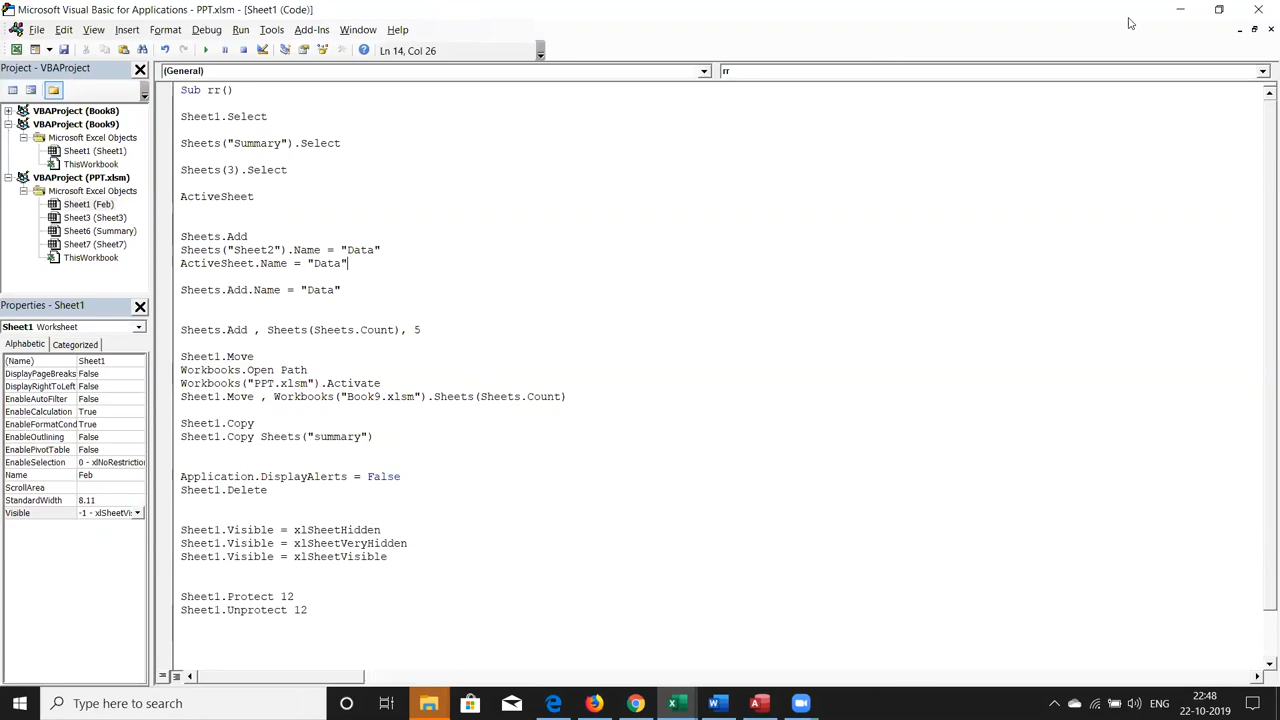 Microsoft Visual Basic for Applications - PPT.xlsm - [Sheet1 (Code)]
File Edit View Insert Format Debug Run Tools Add-Ins Window Help
Ln 14, Col 26
Project - VBAProject
(General)
rr
VBAProject (Book8)
VBAProject (Book9)
Microsoft Excel Objects
Sheet1 (Sheet1)
ThisWorkbook
VBAProject (PPT.xlsm)
Microsoft Excel Objects
Sheet1 (Feb)
Sheet3 (Sheet3)
Sheet6 (Summary)
Sheet7 (Sheet7)
ThisWorkbook
Properties - Sheet1
Sheet1 Worksheet
Alphabetic Categorized
(Name) Sheet1
DisplayPageBreaks False
DisplayRightToLeft False
EnableAutoFilter False
EnableCalculation True
EnableFormatCond True
EnableOutlining False
EnablePivotTable False
EnableSelection 0 - xlNoRestriction
Name Feb
ScrollArea
StandardWidth 8.11
Visible -1 - xlSheetVis
Sub rr()
Sheet1.Select
Sheets("Summary").Select
Sheets(3).Select
ActiveSheet
Sheets.Add
Sheets("Sheet2").Name = "Data"
ActiveSheet.Name = "Data"
Sheets.Add.Name = "Data"
Sheets.Add , Sheets(Sheets.Count), 5
Sheet1.Move
Workbooks.Open Path
Workbooks("PPT.xlsm").Activate
Sheet1.Move , Workbooks("Book9.xlsm").Sheets(Sheets.Count)
Sheet1.Copy
Sheet1.Copy Sheets("summary")
Application.DisplayAlerts = False
Sheet1.Delete
Sheet1.Visible = xlSheetHidden
Sheet1.Visible = xlSheetVeryHidden
Sheet1.Visible = xlSheetVisible
Sheet1.Protect 12
Sheet1.Unprotect 12
Type here to search
ENG
22:48
22-10-2019